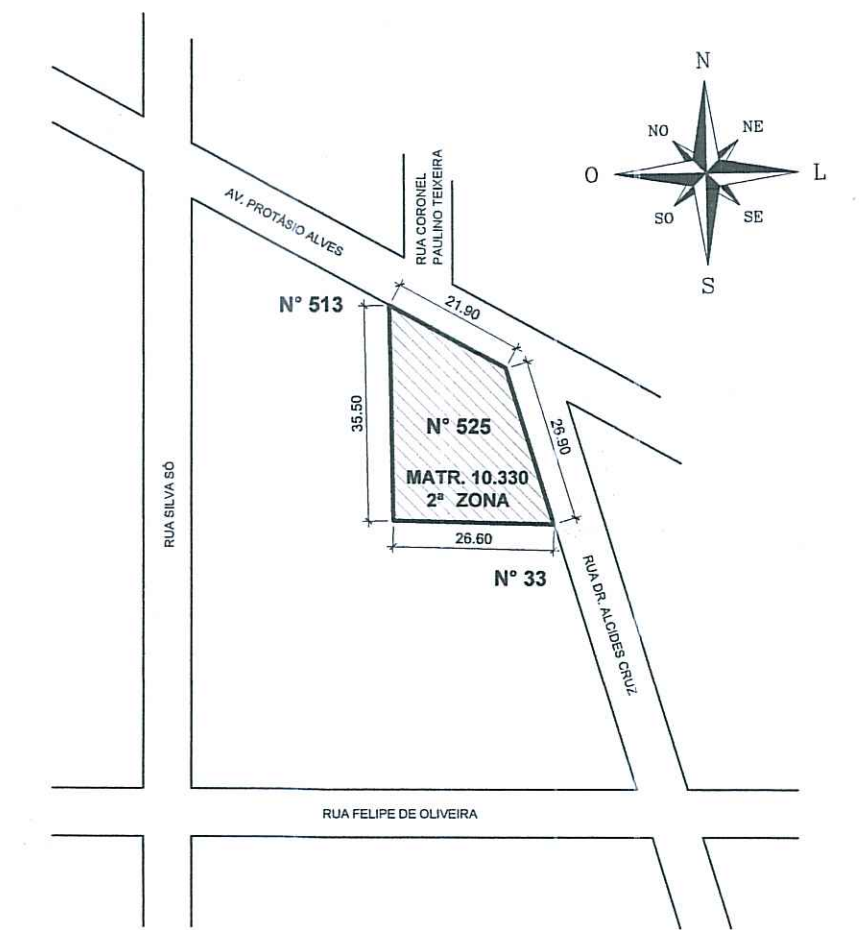 N
NO
NE
O
L
SO
SE
S
AV. PROTÁSIO ALVES
RUA CORONEL
PAULINO TEIXEIRA
N° 513
21.90
35.50
N° 525
26.90
MATR. 10.330
2ª ZONA
26.60
N° 33
RUA SILVA SÓ
RUA DR. ALCIDES CRUZ
RUA FELIPE DE OLIVEIRA